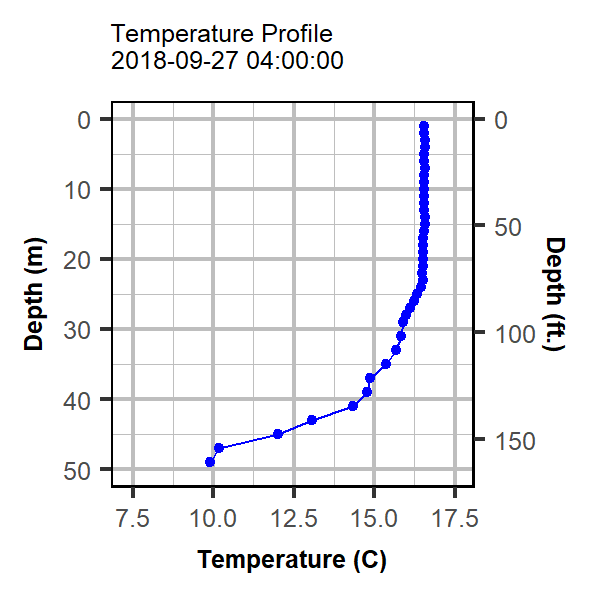 Temperature Profile
2018-09-27 04:00:00
0
10
20
30
40
50
Depth (m)
0
50
100
150
Depth (ft.)
7.5 10.0 12.5 15.0 17.5
Temperature (C)